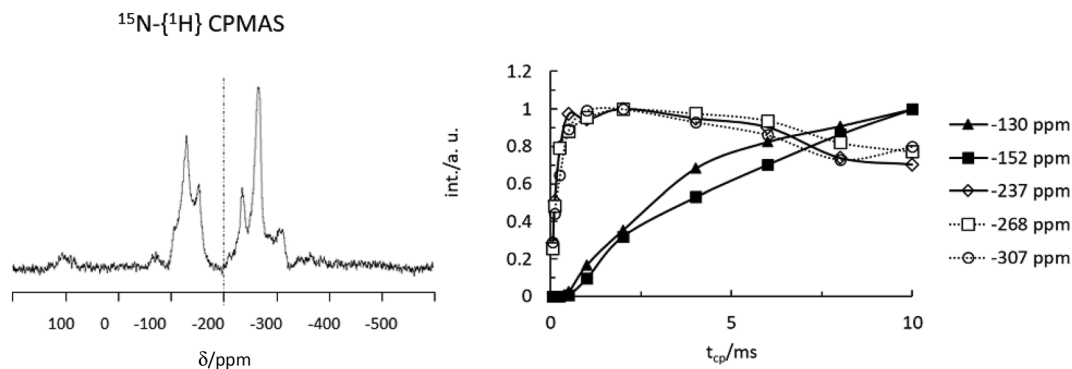 ¹⁵N-{¹H} CPMAS
100 0 -100 -200 -300 -400 -500
δ/ppm
int./a. u.
1.2
1
0.8
0.6
0.4
0.2
0
0 5 10
t_cp/ms
-130 ppm
-152 ppm
-237 ppm
-268 ppm
-307 ppm